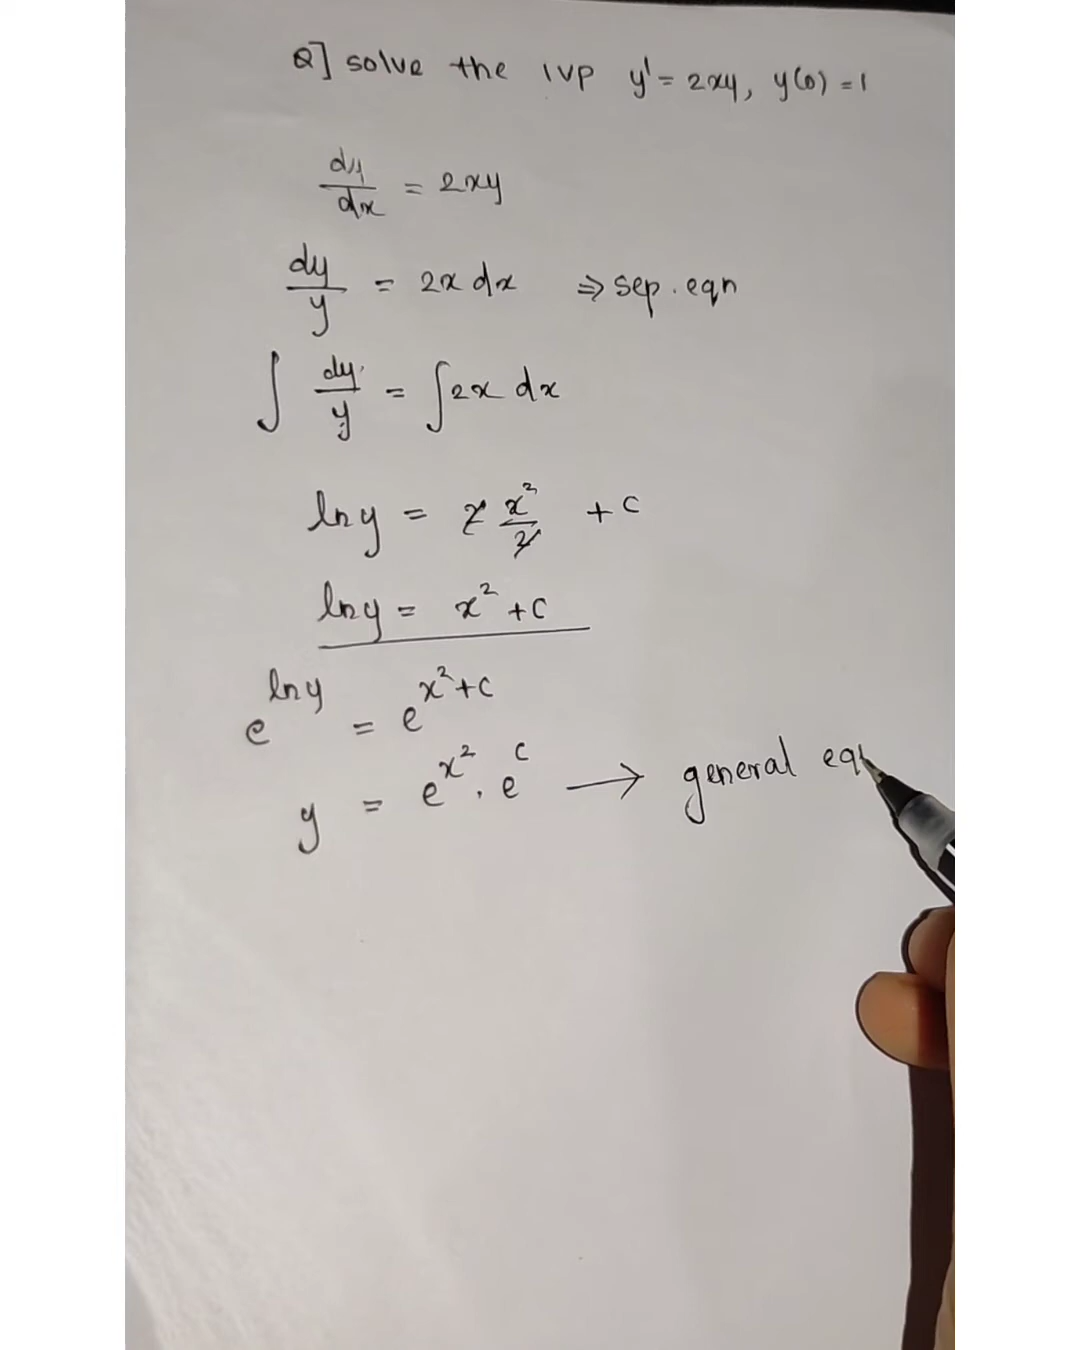 Q] solve the IVP y' = 2xy, y(0) = 1
dy/dx = 2xy
dy/y = 2x dx ⇒ sep. eqn
∫ dy/y = ∫2x dx
ln y = 2 x²/2 + c
ln y = x² + c
e^(ln y) = e^(x²+c)
y = e^(x²) . e^c → general eq